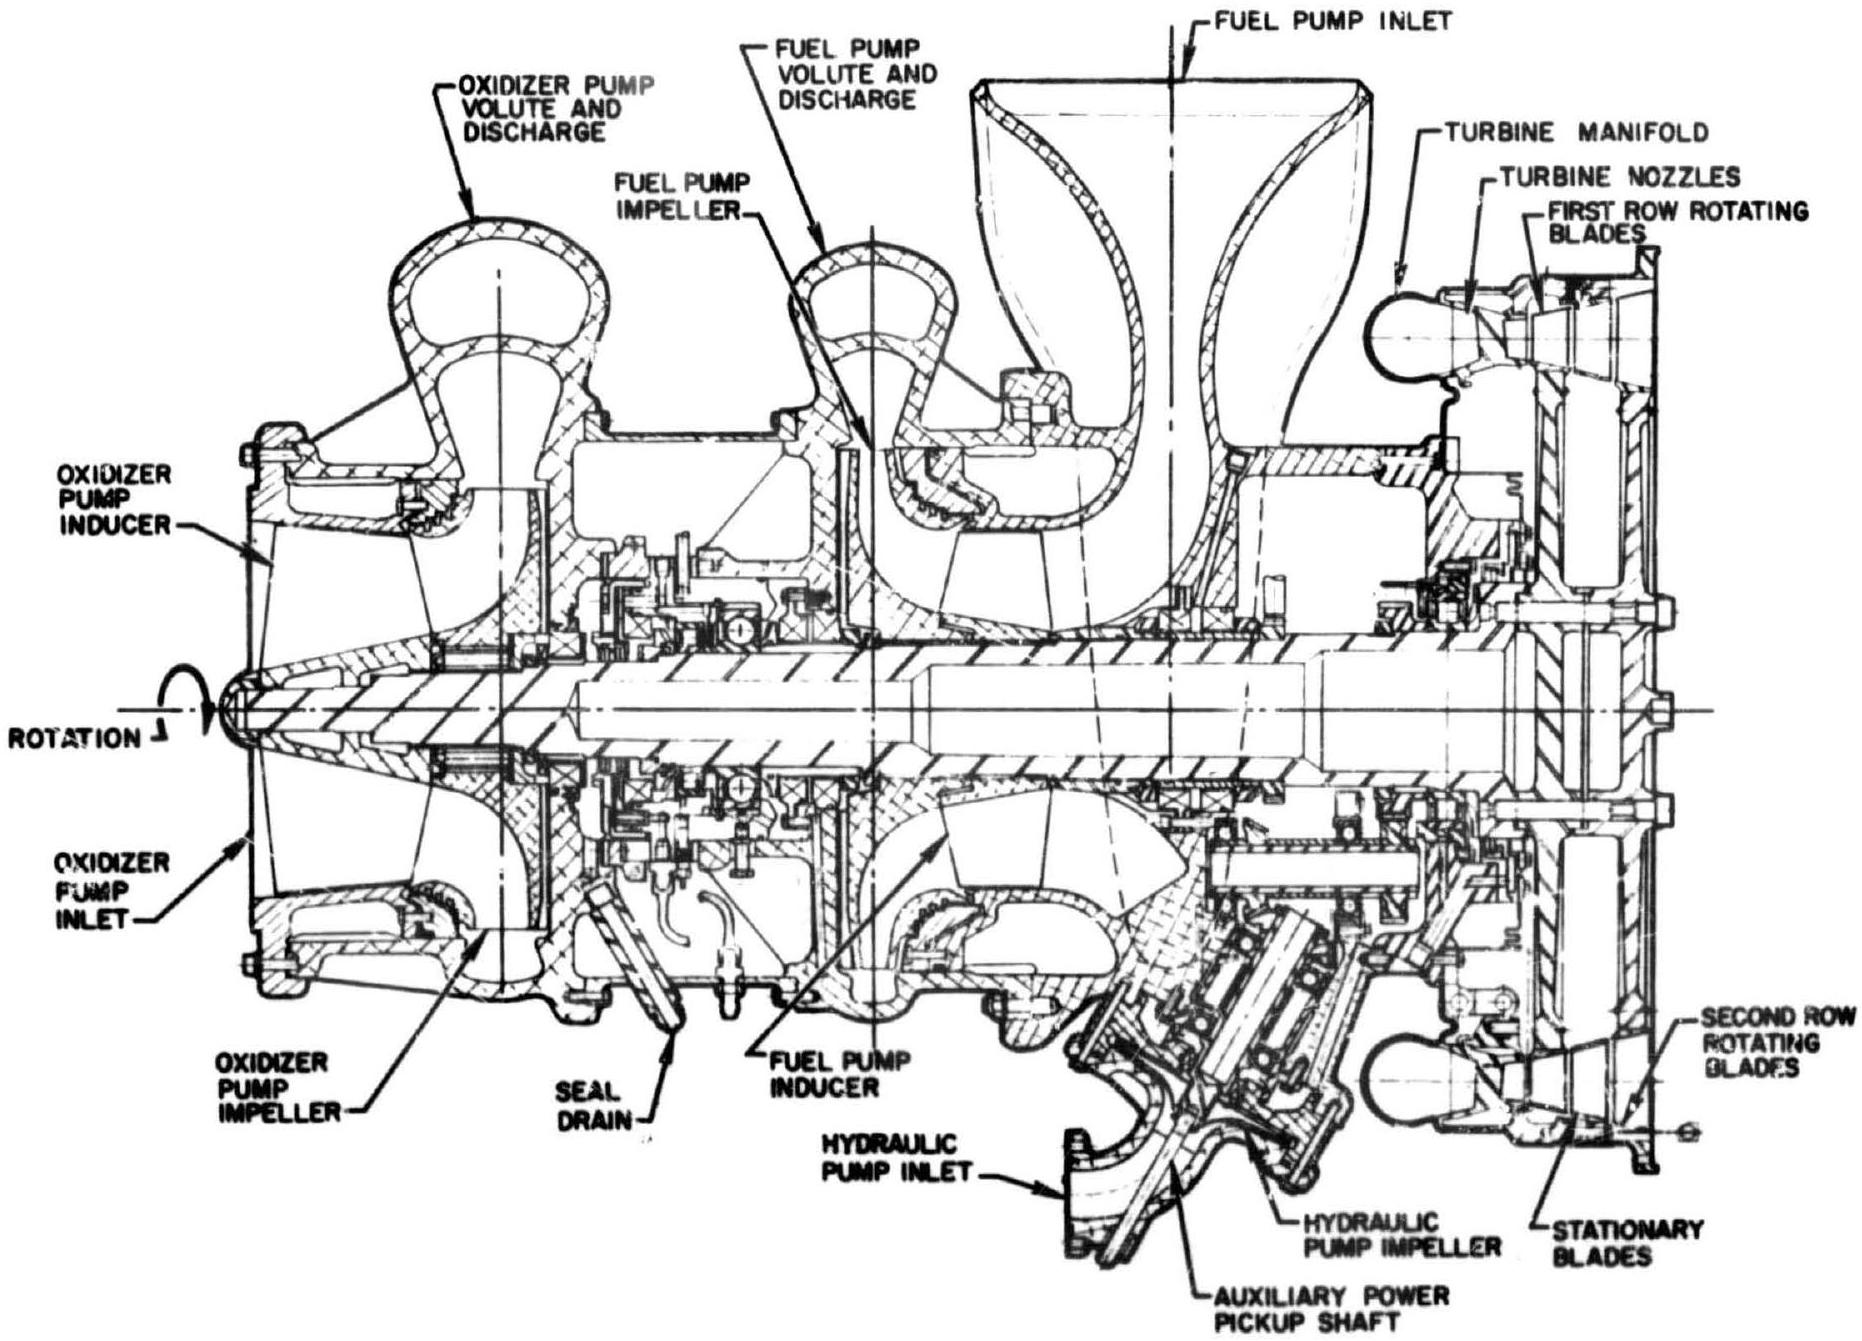 FUEL PUMP INLET
FUEL PUMP
VOLUTE AND
DISCHARGE
OXIDIZER PUMP
VOLUTE AND
DISCHARGE
FUEL PUMP
IMPELLER
TURBINE MANIFOLD
TURBINE NOZZLES
FIRST ROW ROTATING
BLADES
OXIDIZER
PUMP
INDUCER
ROTATION
OXIDIZER
PUMP
INLET
OXIDIZER
PUMP
IMPELLER
SEAL
DRAIN
FUEL PUMP
INDUCER
HYDRAULIC
PUMP INLET
SECOND ROW
ROTATING
BLADES
HYDRAULIC
PUMP IMPELLER
STATIONARY
BLADES
AUXILIARY POWER
PICKUP SHAFT